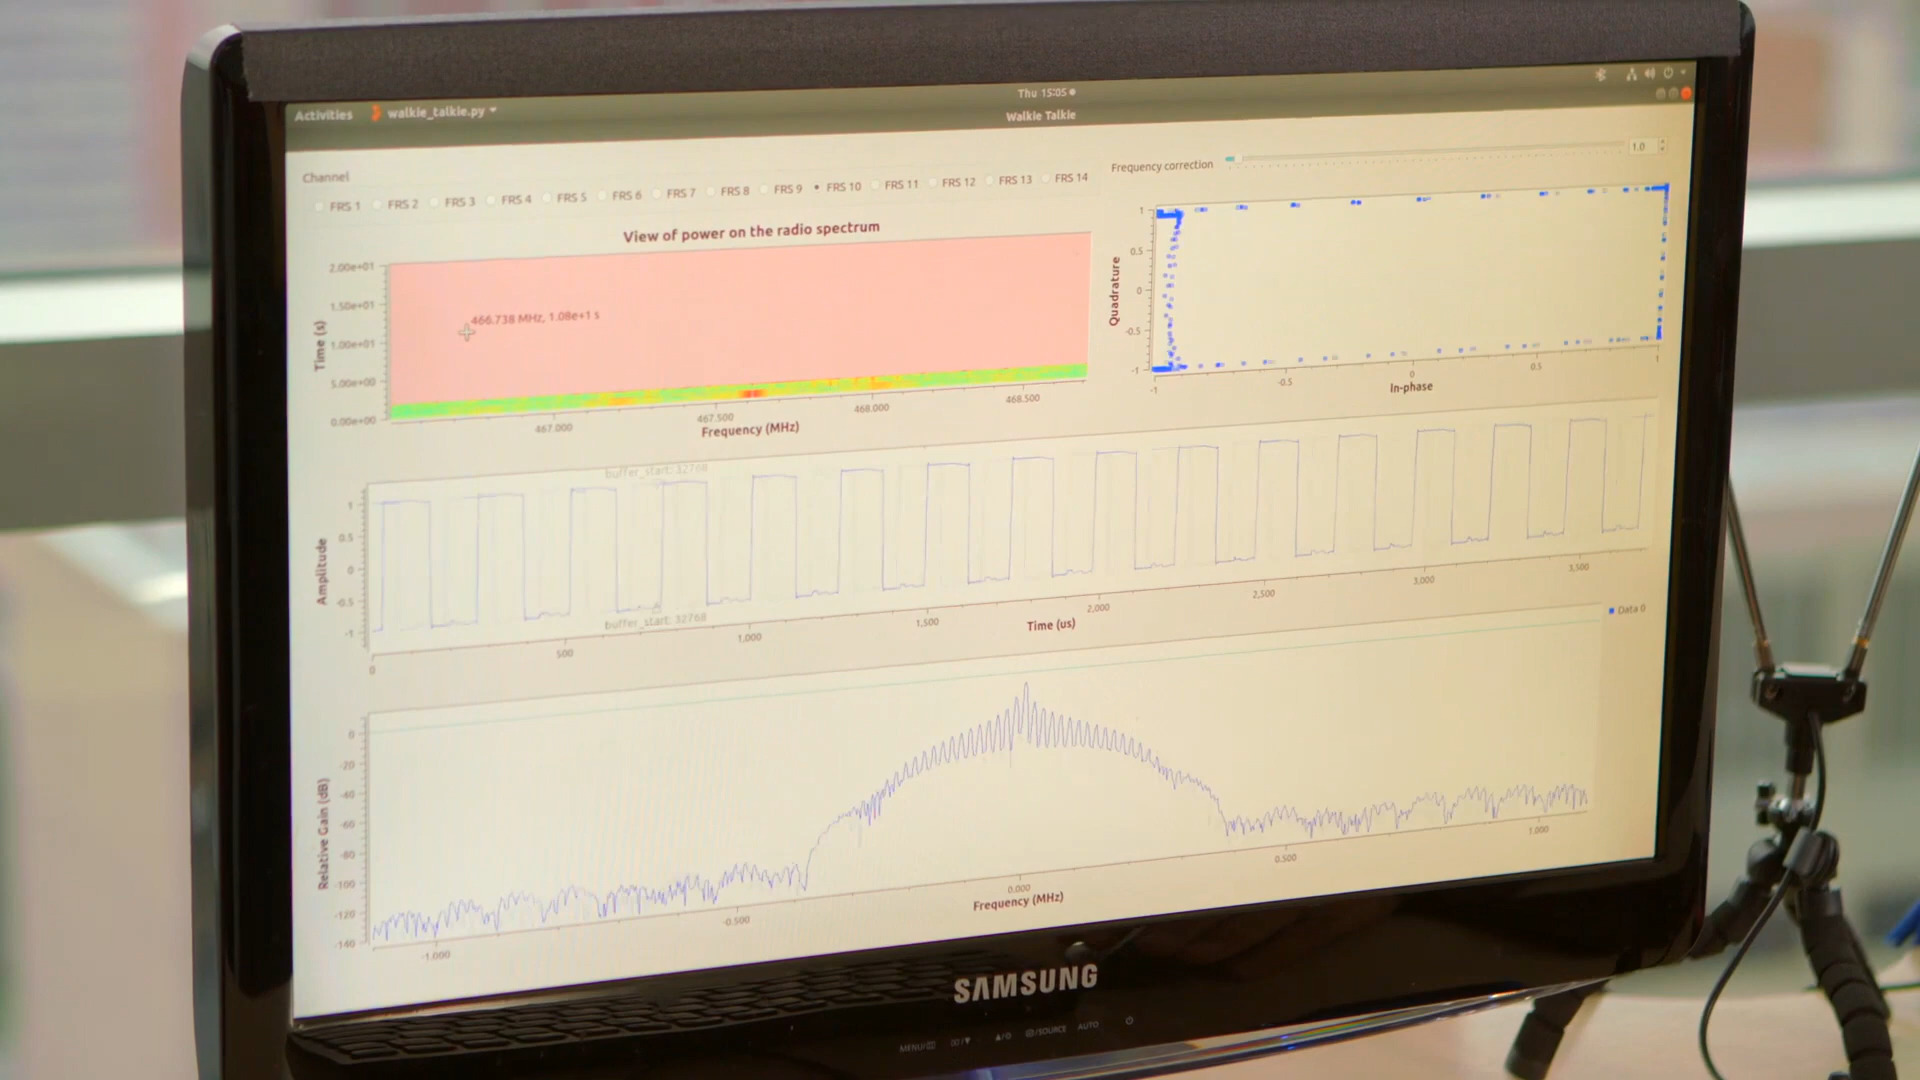 Activities walkie_talkie.py
Thu 15:05
Walkie Talkie
Channel
FRS 1 FRS 2 FRS 3 FRS 4 FRS 5 FRS 6 FRS 7 FRS 8 FRS 9 FRS 10 FRS 11 FRS 12 FRS 13 FRS 14
Frequency correction 1.0
View of power on the radio spectrum
Time (s)
2.00e+01
1.50e+01
1.00e+01
5.00e+00
0.00e+00
466.738 MHz, 1.08e+1 s
467.000 467.500 468.000 468.500
Frequency (MHz)
Quadrature
1
0.5
0
-0.5
-1
-1 -0.5 0 0.5 1
In-phase
Amplitude
1
0.5
0
-0.5
-1
buffer_start: 32768
buffer_start: 32768
0 500 1,000 1,500 2,000 2,500 3,000 3,500
Time (us)
Data 0
Relative Gain (dB)
0
-20
-40
-60
-80
-100
-120
-140
-1.000 -0.500 0.000 0.500 1.000
Frequency (MHz)
SAMSUNG
MENU/ /SOURCE AUTO